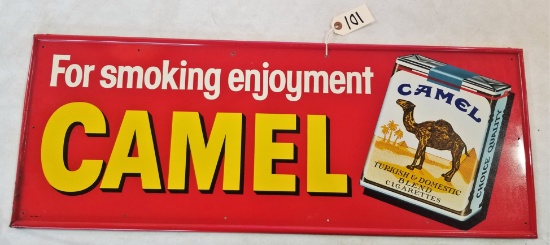 101
For smoking enjoyment
CAMEL
CAMEL
TURKISH & DOMESTIC
BLEND
CIGARETTES
CHOICE QUALITY